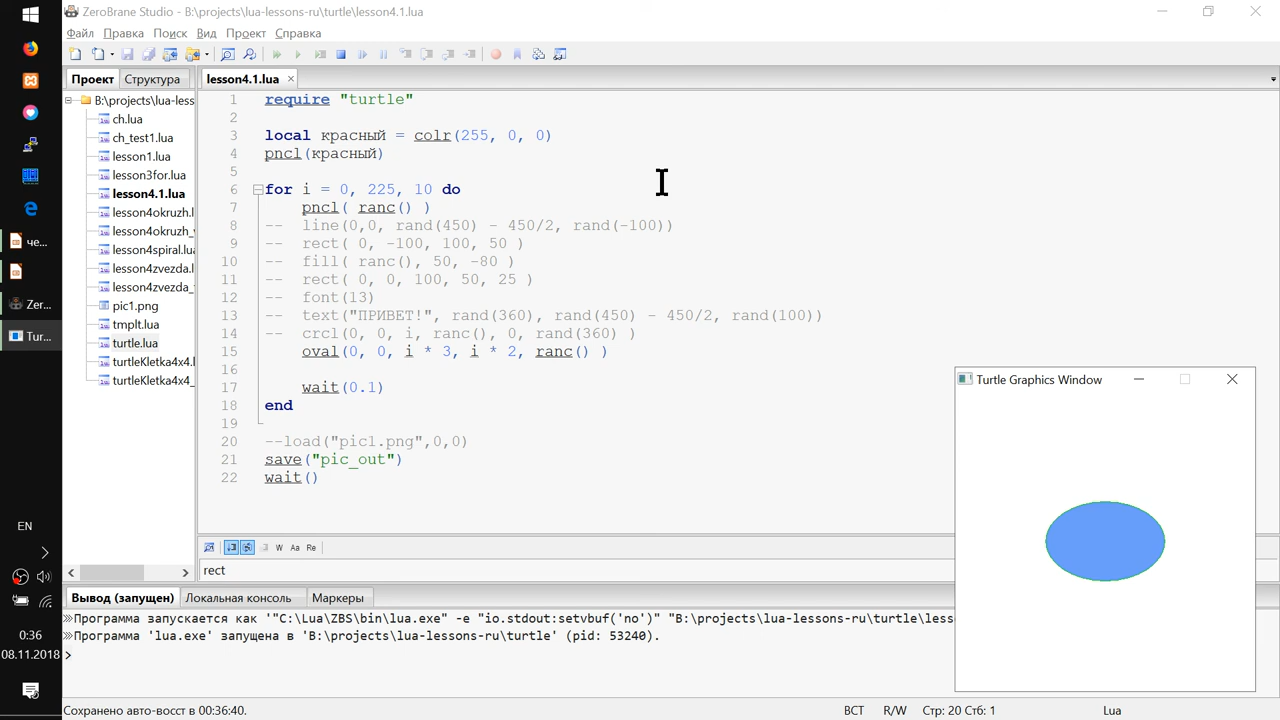 ZeroBrane Studio - B:\projects\lua-lessons-ru\turtle\lesson4.1.lua
Файл Правка Поиск Вид Проект Справка
Проект Структура
lesson4.1.lua
B:\projects\lua-less
ch.lua
ch_test1.lua
lesson1.lua
lesson3for.lua
lesson4.1.lua
lesson4okruzh.l
lesson4okruzh_
lesson4spiral.lua
lesson4zvezda.l
lesson4zvezda_
pic1.png
tmplt.lua
turtle.lua
turtleKletka4x4.l
turtleKletka4x4_
1 require "turtle"
2
3 local красный = colr(255, 0, 0)
4 pncl(красный)
5
6 for i = 0, 225, 10 do
7 pncl( ranc() )
8 -- line(0,0, rand(450) - 450/2, rand(-100))
9 -- rect( 0, -100, 100, 50 )
10 -- fill( ranc(), 50, -80 )
11 -- rect( 0, 0, 100, 50, 25 )
12 -- font(13)
13 -- text("ПРИВЕТ!", rand(360), rand(450) - 450/2, rand(100))
14 -- crcl(0, 0, i, ranc(), 0, rand(360) )
15 oval(0, 0, i * 3, i * 2, ranc() )
16
17 wait(0.1)
18 end
19
20 --load("pic1.png",0,0)
21 save("pic_out")
22 wait()
Turtle Graphics Window
W Aa Re
rect
Вывод (запущен) Локальная консоль Маркеры
Программа запускается как '"C:\Lua\ZBS\bin\lua.exe" -e "io.stdout:setvbuf('no')" "B:\projects\lua-lessons-ru\turtle\less
Программа 'lua.exe' запущена в 'B:\projects\lua-lessons-ru\turtle' (pid: 53240).
Сохранено авто-восст в 00:36:40.
ВСТ R/W Стр: 20 Стб: 1 Lua
че...
Zer...
Tur...
EN
0:36
08.11.2018